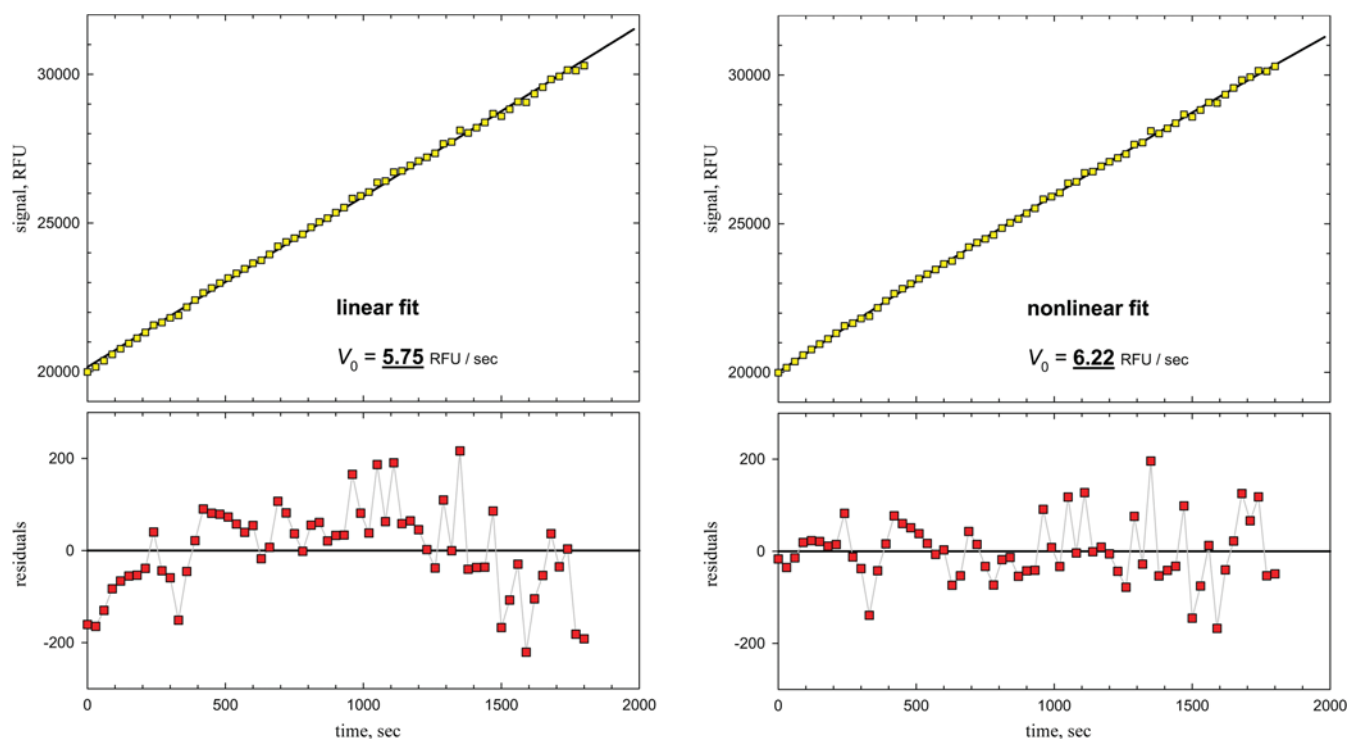 signal, RFU
30000
25000
20000
linear fit
V0 = 5.75 RFU / sec
residuals
200
0
-200
0 500 1000 1500 2000
time, sec
signal, RFU
30000
25000
20000
nonlinear fit
V0 = 6.22 RFU / sec
residuals
200
0
-200
0 500 1000 1500 2000
time, sec